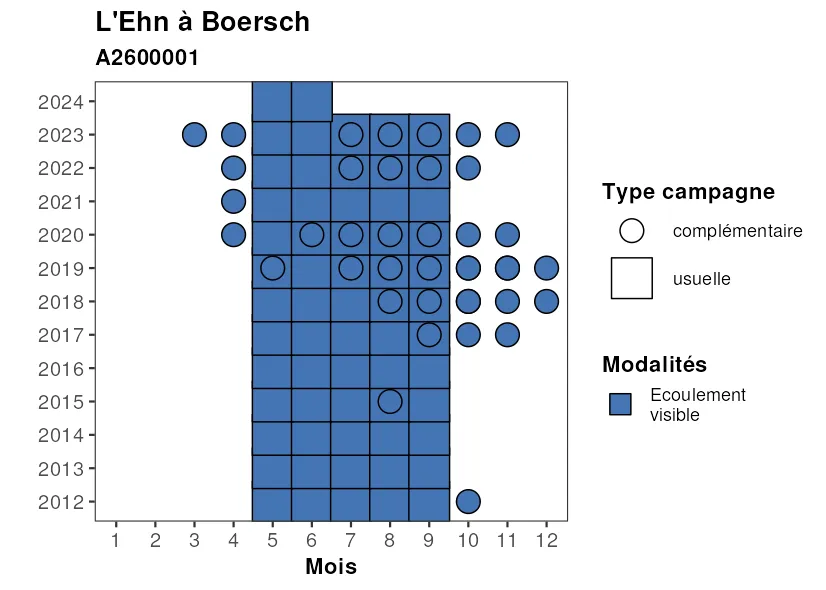 L'Ehn à Boersch
A2600001
2024
2023
2022
2021
2020
2019
2018
2017
2016
2015
2014
2013
2012
1 2 3 4 5 6 7 8 9 10 11 12
Mois
Type campagne
complémentaire
usuelle
Modalités
Ecoulement
visible